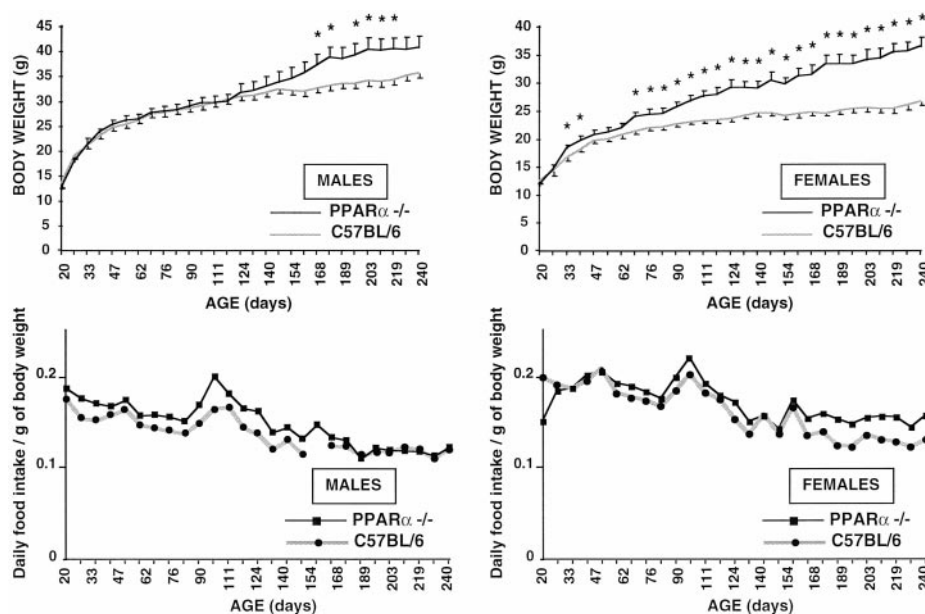 45
40
35
30
25
20
15
10
5
0
BODY WEIGHT (g)
* * * * * *
MALES
PPARα -/-
C57BL/6
20 33 47 62 76 90 111 124 140 154 168 189 203 219 240
AGE (days)
45
40
35
30
25
20
15
10
5
0
BODY WEIGHT (g)
* * * * * * * * * * * * * * * * * * * * * * *
FEMALES
PPARα -/-
C57BL/6
20 33 47 62 76 90 111 124 140 154 168 189 203 219 240
AGE (days)
0.2
0.1
0
Daily food intake / g of body weight
MALES
PPARα -/-
C57BL/6
20 33 47 62 76 90 111 124 140 154 168 189 203 219 240
AGE (days)
0.2
0.1
0
Daily food intake / g of body weight
FEMALES
PPARα -/-
C57BL/6
20 33 47 62 76 90 111 124 140 154 168 189 203 219 240
AGE (days)